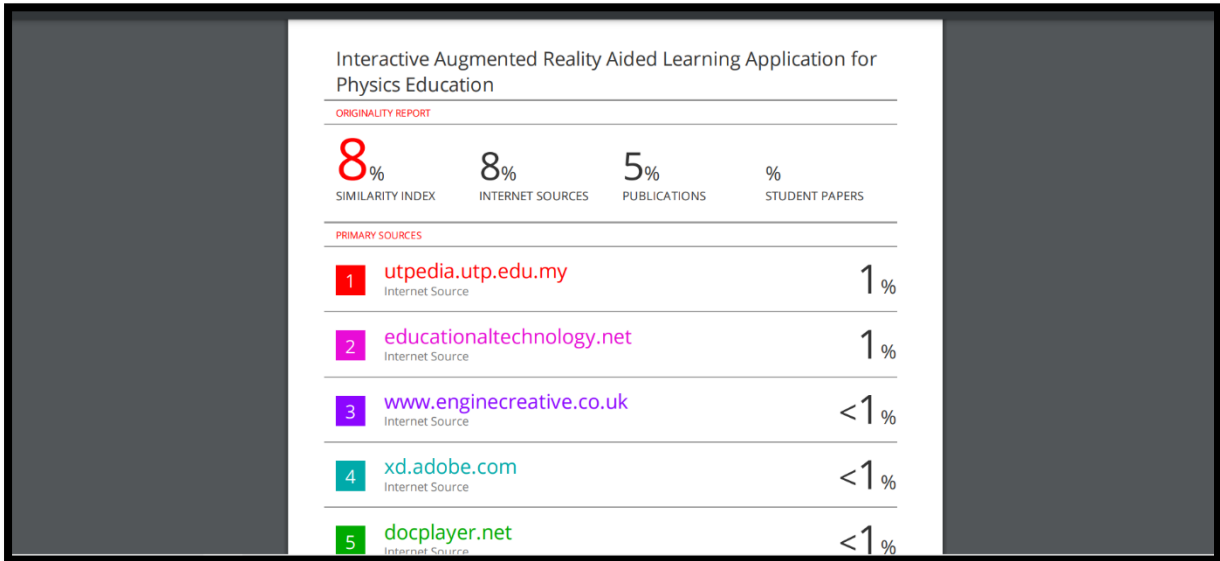 Interactive Augmented Reality Aided Learning Application for
Physics Education
ORIGINALITY REPORT
8% 8% 5% %
SIMILARITY INDEX INTERNET SOURCES PUBLICATIONS STUDENT PAPERS
PRIMARY SOURCES
1 utpedia.utp.edu.my 1%
Internet Source
2 educationaltechnology.net 1%
Internet Source
3 www.enginecreative.co.uk <1%
Internet Source
4 xd.adobe.com <1%
Internet Source
5 docplayer.net <1%
Internet Source